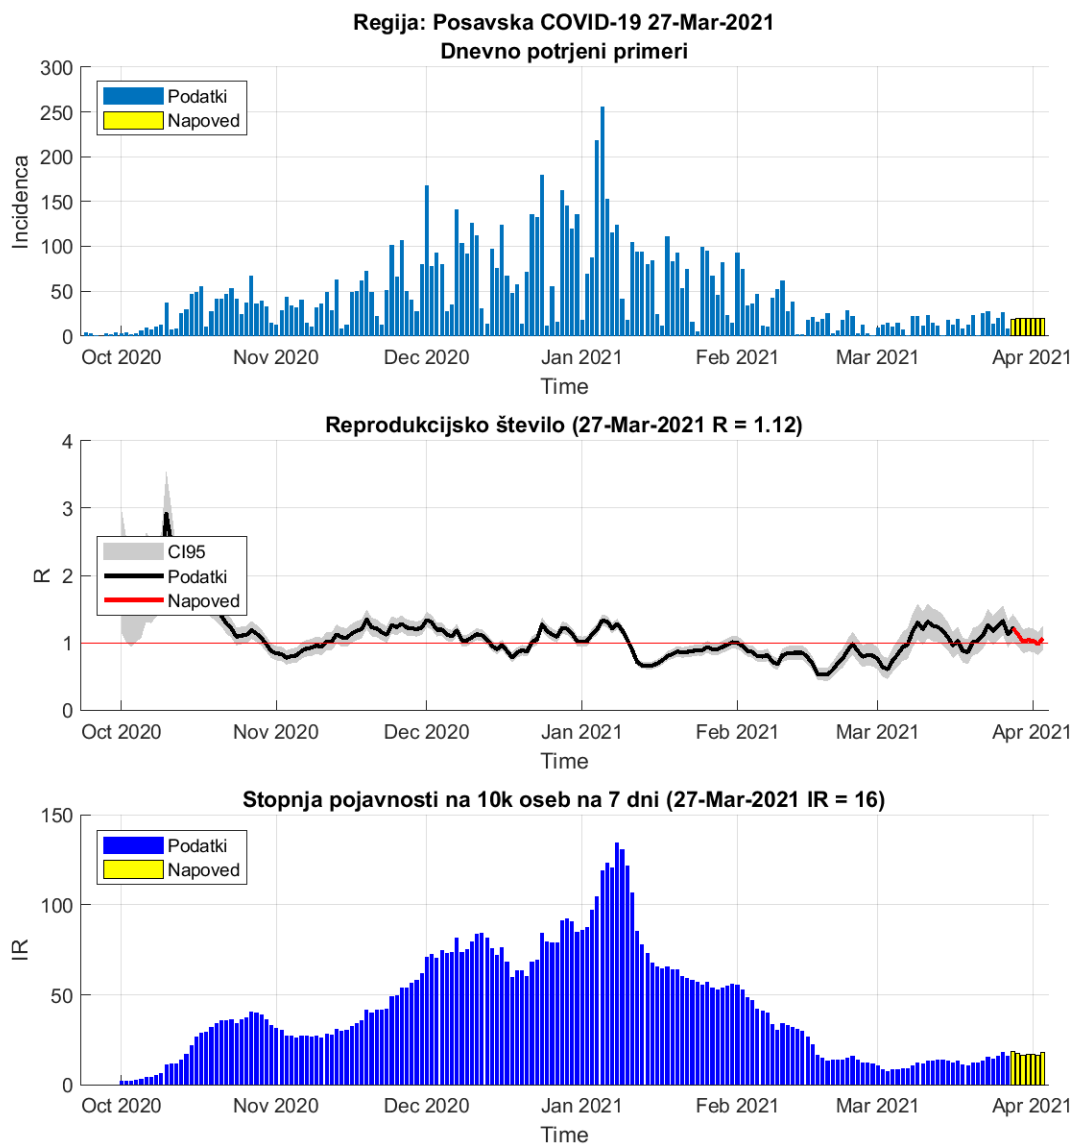 Regija: Posavska COVID-19 27-Mar-2021
Dnevno potrjeni primeri
300
250
200
150
100
50
0
Incidenca
Podatki
Napoved
Oct 2020 Nov 2020 Dec 2020 Jan 2021 Feb 2021 Mar 2021 Apr 2021
Time
Reprodukcijsko število (27-Mar-2021 R = 1.12)
4
3
2
1
0
R
CI95
Podatki
Napoved
Oct 2020 Nov 2020 Dec 2020 Jan 2021 Feb 2021 Mar 2021 Apr 2021
Time
Stopnja pojavnosti na 10k oseb na 7 dni (27-Mar-2021 IR = 16)
150
100
50
0
IR
Podatki
Napoved
Oct 2020 Nov 2020 Dec 2020 Jan 2021 Feb 2021 Mar 2021 Apr 2021
Time